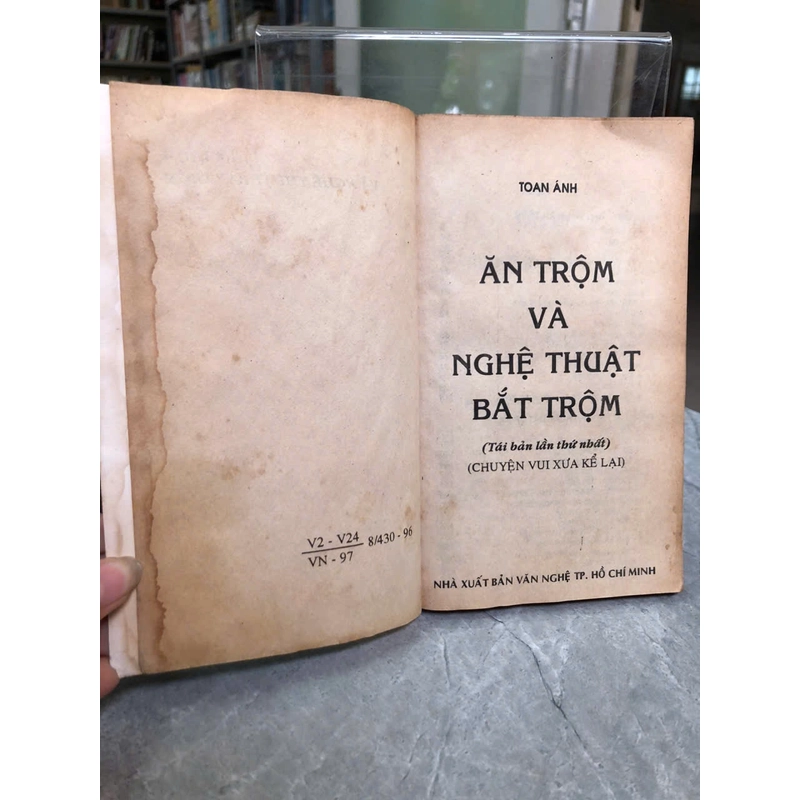 V2 - V24
VN - 97
8/430 - 96
TOAN ÁNH
ĂN TRỘM
VÀ
NGHỆ THUẬT
BẮT TRỘM
(Tái bản lần thứ nhất)
(CHUYỆN VUI XƯA KỂ LẠI)
NHÀ XUẤT BẢN VĂN NGHỆ TP. HỒ CHÍ MINH